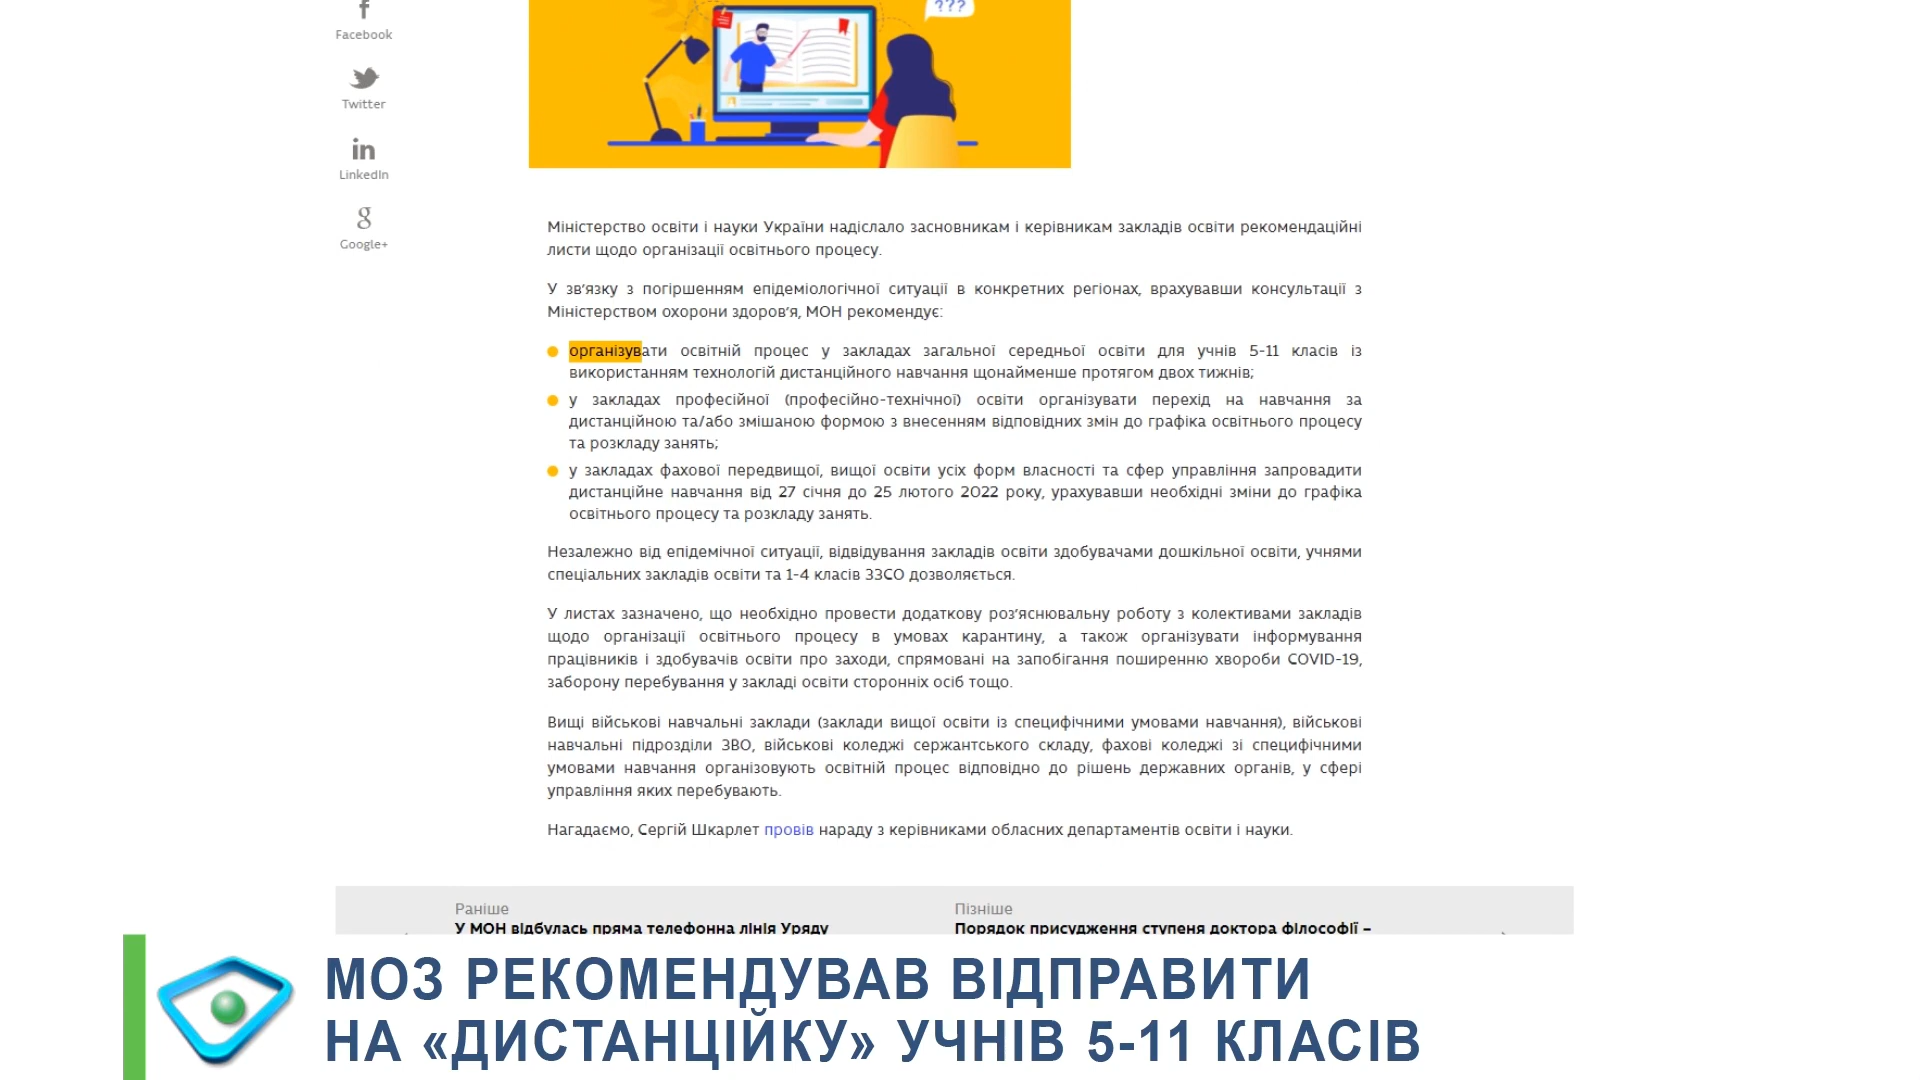 ???
Facebook
Twitter
LinkedIn
Google+
Міністерство освіти і науки України надіслало засновникам і керівникам закладів освіти рекомендаційні
листи щодо організації освітнього процесу.
У зв’язку з погіршенням епідеміологічної ситуації в конкретних регіонах, врахувавши консультації з
Міністерством охорони здоров’я, МОН рекомендує:
організувати освітній процес у закладах загальної середньої освіти для учнів 5-11 класів із
використанням технологій дистанційного навчання щонайменше протягом двох тижнів;
у закладах професійної (професійно-технічної) освіти організувати перехід на навчання за
дистанційною та/або змішаною формою з внесенням відповідних змін до графіка освітнього процесу
та розкладу занять;
у закладах фахової передвищої, вищої освіти усіх форм власності та сфер управління запровадити
дистанційне навчання від 27 січня до 25 лютого 2022 року, урахувавши необхідні зміни до графіка
освітнього процесу та розкладу занять.
Незалежно від епідемічної ситуації, відвідування закладів освіти здобувачами дошкільної освіти, учнями
спеціальних закладів освіти та 1-4 класів ЗЗСО дозволяється.
У листах зазначено, що необхідно провести додаткову роз’яснювальну роботу з колективами закладів
щодо організації освітнього процесу в умовах карантину, а також організувати інформування
працівників і здобувачів освіти про заходи, спрямовані на запобігання поширенню хвороби COVID-19,
заборону перебування у закладі освіти сторонніх осіб тощо.
Вищі військові навчальні заклади (заклади вищої освіти із специфічними умовами навчання), військові
навчальні підрозділи ЗВО, військові коледжі сержантського складу, фахові коледжі зі специфічними
умовами навчання організовують освітній процес відповідно до рішень державних органів, у сфері
управління яких перебувають.
Нагадаємо, Сергій Шкарлет провів нараду з керівниками обласних департаментів освіти і науки.
Раніше
У МОН відбулась пряма телефонна лінія Уряду
Пізніше
Порядок присудження ступеня доктора філософії –
МОЗ РЕКОМЕНДУВАВ ВІДПРАВИТИ
НА «ДИСТАНЦІЙКУ» УЧНІВ 5-11 КЛАСІВ